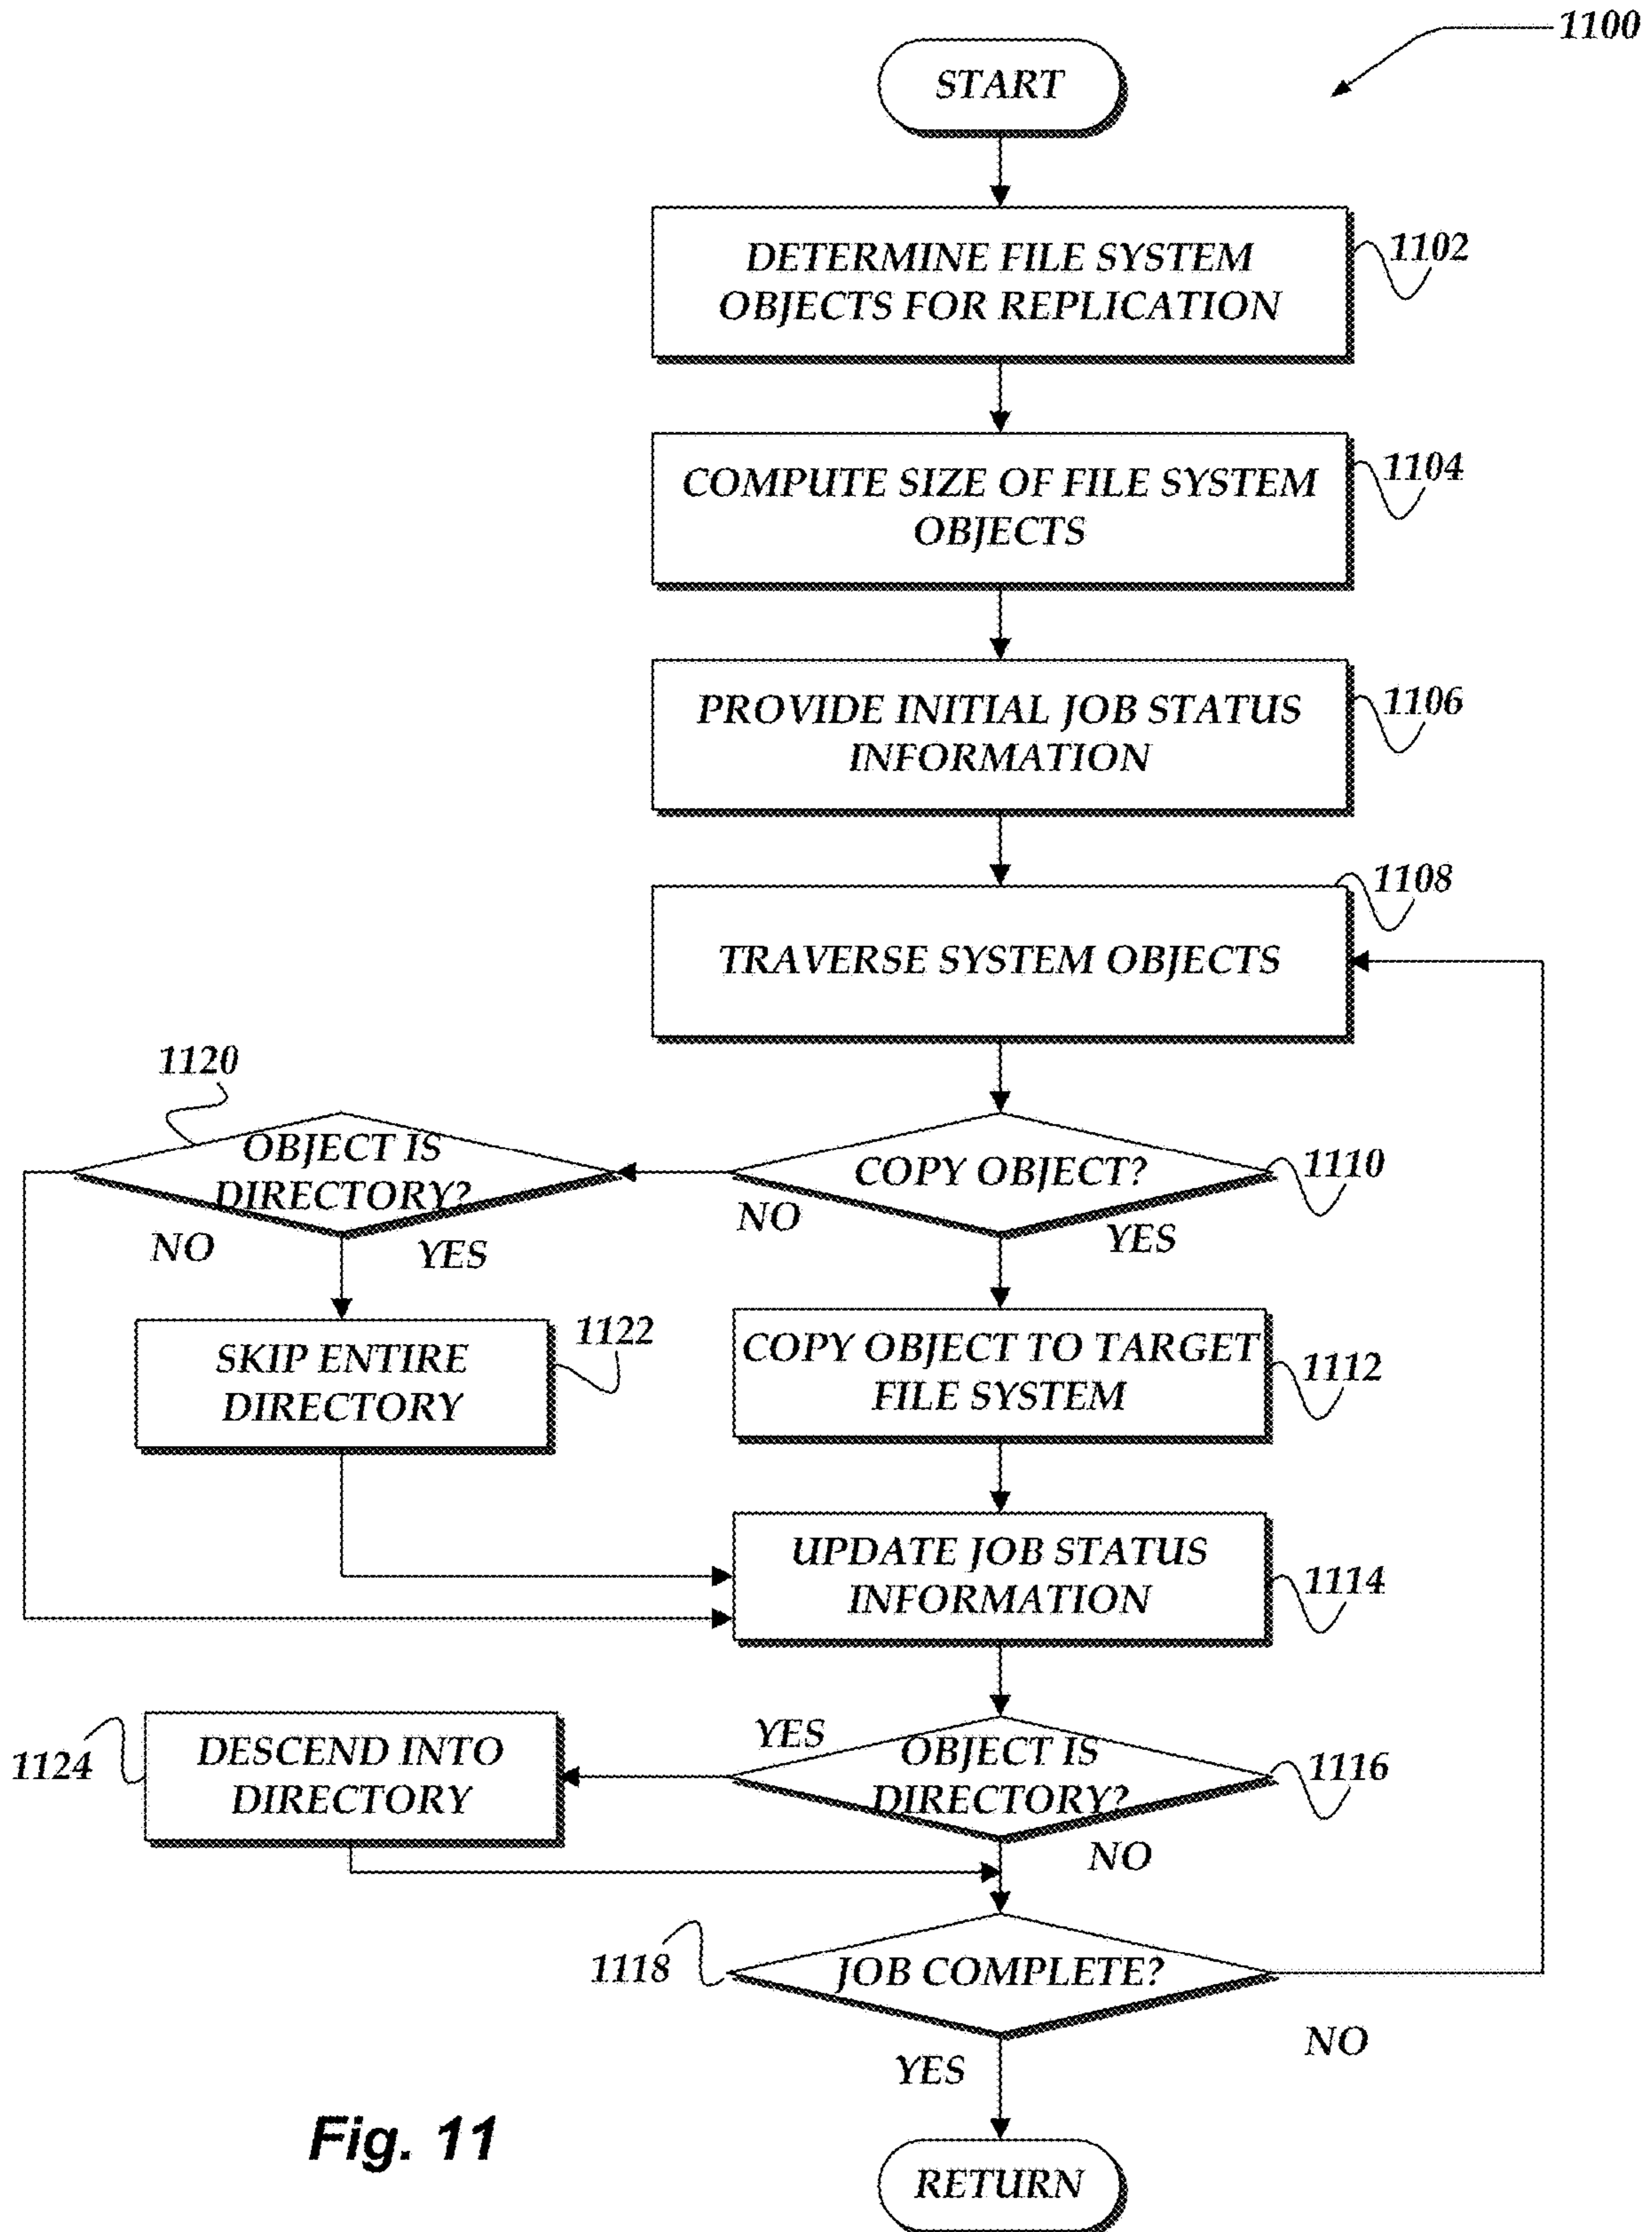 1100
START
DETERMINE FILE SYSTEM
OBJECTS FOR REPLICATION
1102
COMPUTE SIZE OF FILE SYSTEM
OBJECTS
1104
PROVIDE INITIAL JOB STATUS
INFORMATION
1106
1108
TRAVERSE SYSTEM OBJECTS
1120
OBJECT IS
DIRECTORY?
NO
YES
COPY OBJECT?
1110
NO
YES
SKIP ENTIRE
DIRECTORY
1122
COPY OBJECT TO TARGET
FILE SYSTEM
1112
UPDATE JOB STATUS
INFORMATION
1114
1124
DESCEND INTO
DIRECTORY
YES
OBJECT IS
DIRECTORY?
1116
NO
1118
JOB COMPLETE?
NO
YES
Fig. 11
RETURN